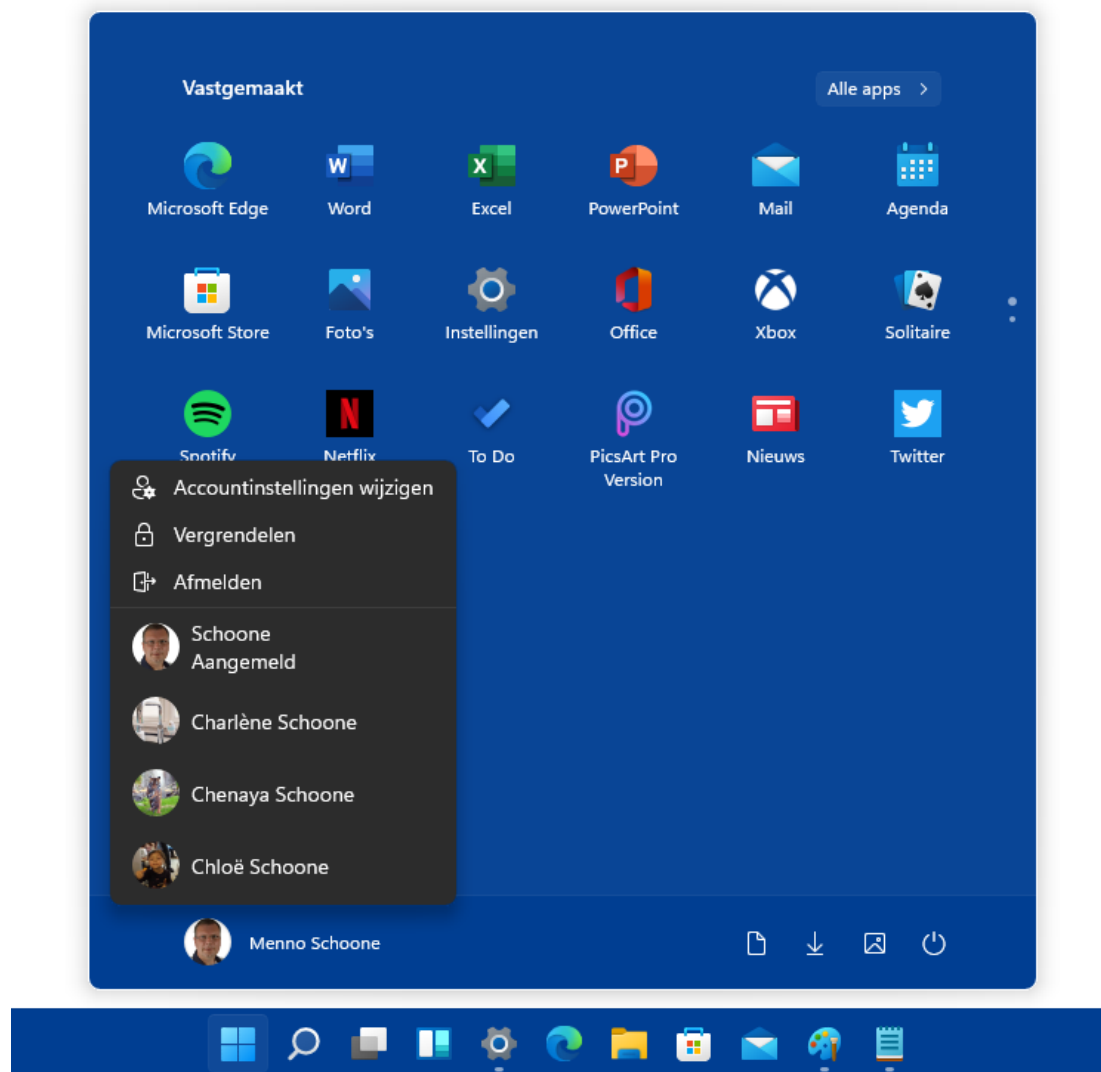 Vastgemaakt
Alle apps
Microsoft Edge
Word
Excel
PowerPoint
Mail
Agenda
Microsoft Store
Foto's
Instellingen
Office
Xbox
Solitaire
Spotify
Netflix
To Do
PicsArt Pro
Version
Nieuws
Twitter
Accountinstellingen wijzigen
Vergrendelen
Afmelden
Schoone
Aangemeld
Charlène Schoone
Chenaya Schoone
Chloë Schoone
Menno Schoone